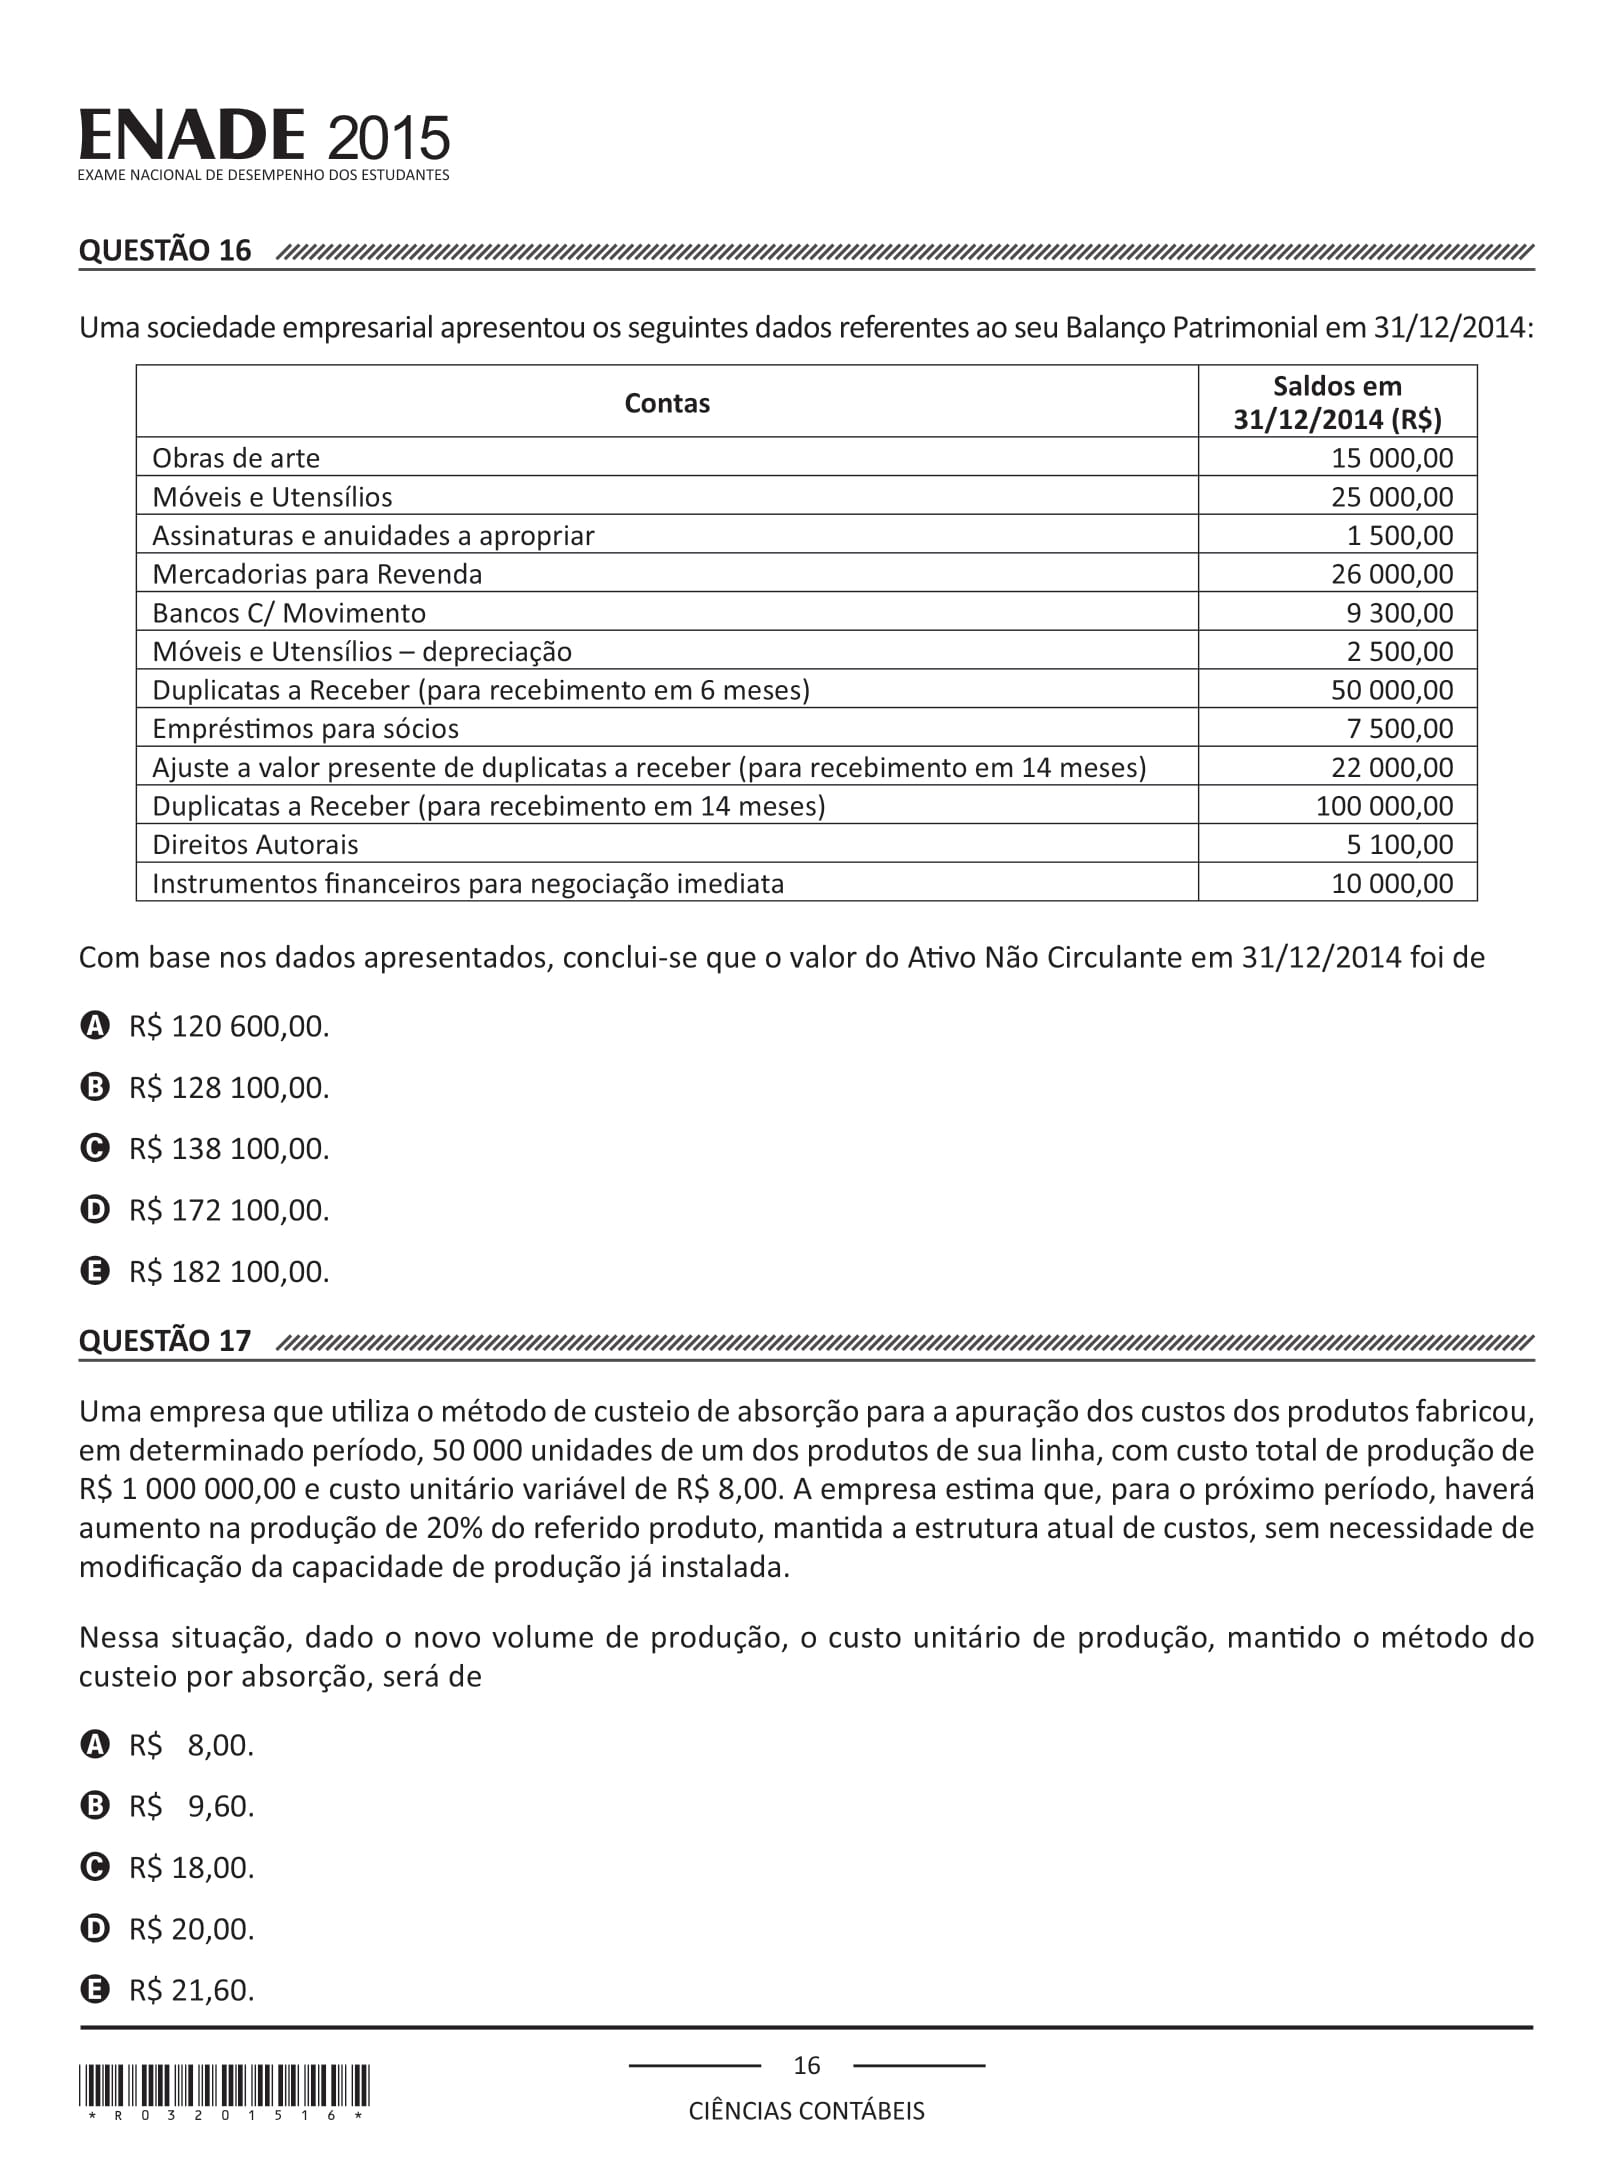 ENADE 2015
EXAME NACIONAL DE DESEMPENHO DOS ESTUDANTES
QUESTÃO 16
Uma sociedade empresarial apresentou os seguintes dados referentes ao seu Balanço Patrimonial em 31/12/2014:
Contas
Saldos em
31/12/2014 (R$)
Obras de arte 15 000,00
Móveis e Utensílios 25 000,00
Assinaturas e anuidades a apropriar 1 500,00
Mercadorias para Revenda 26 000,00
Bancos C/ Movimento 9 300,00
Móveis e Utensílios – depreciação 2 500,00
Duplicatas a Receber (para recebimento em 6 meses) 50 000,00
Empréstimos para sócios 7 500,00
Ajuste a valor presente de duplicatas a receber (para recebimento em 14 meses) 22 000,00
Duplicatas a Receber (para recebimento em 14 meses) 100 000,00
Direitos Autorais 5 100,00
Instrumentos financeiros para negociação imediata 10 000,00
Com base nos dados apresentados, conclui-se que o valor do Ativo Não Circulante em 31/12/2014 foi de
A R$ 120 600,00.
B R$ 128 100,00.
C R$ 138 100,00.
D R$ 172 100,00.
E R$ 182 100,00.
QUESTÃO 17
Uma empresa que utiliza o método de custeio de absorção para a apuração dos custos dos produtos fabricou,
em determinado período, 50 000 unidades de um dos produtos de sua linha, com custo total de produção de
R$ 1 000 000,00 e custo unitário variável de R$ 8,00. A empresa estima que, para o próximo período, haverá
aumento na produção de 20% do referido produto, mantida a estrutura atual de custos, sem necessidade de
modificação da capacidade de produção já instalada.
Nessa situação, dado o novo volume de produção, o custo unitário de produção, mantido o método do
custeio por absorção, será de
A R$ 8,00.
B R$ 9,60.
C R$ 18,00.
D R$ 20,00.
E R$ 21,60.
*R03201516*
16
CIÊNCIAS CONTÁBEIS